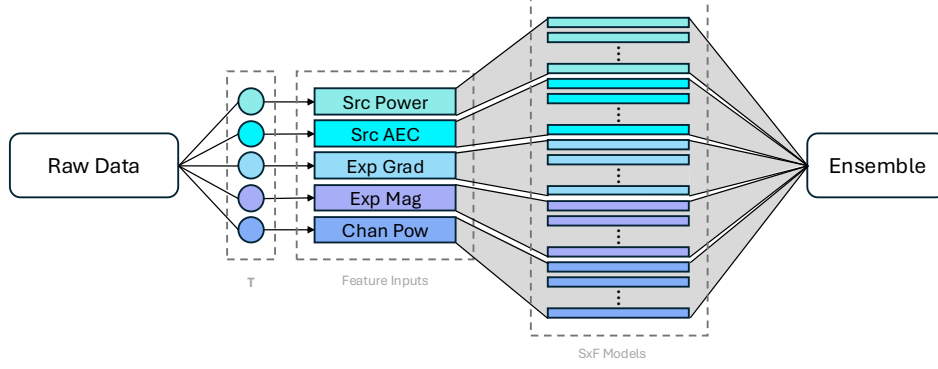 Raw Data
T
Src Power
Src AEC
Exp Grad
Exp Mag
Chan Pow
Feature Inputs
SxF Models
Ensemble